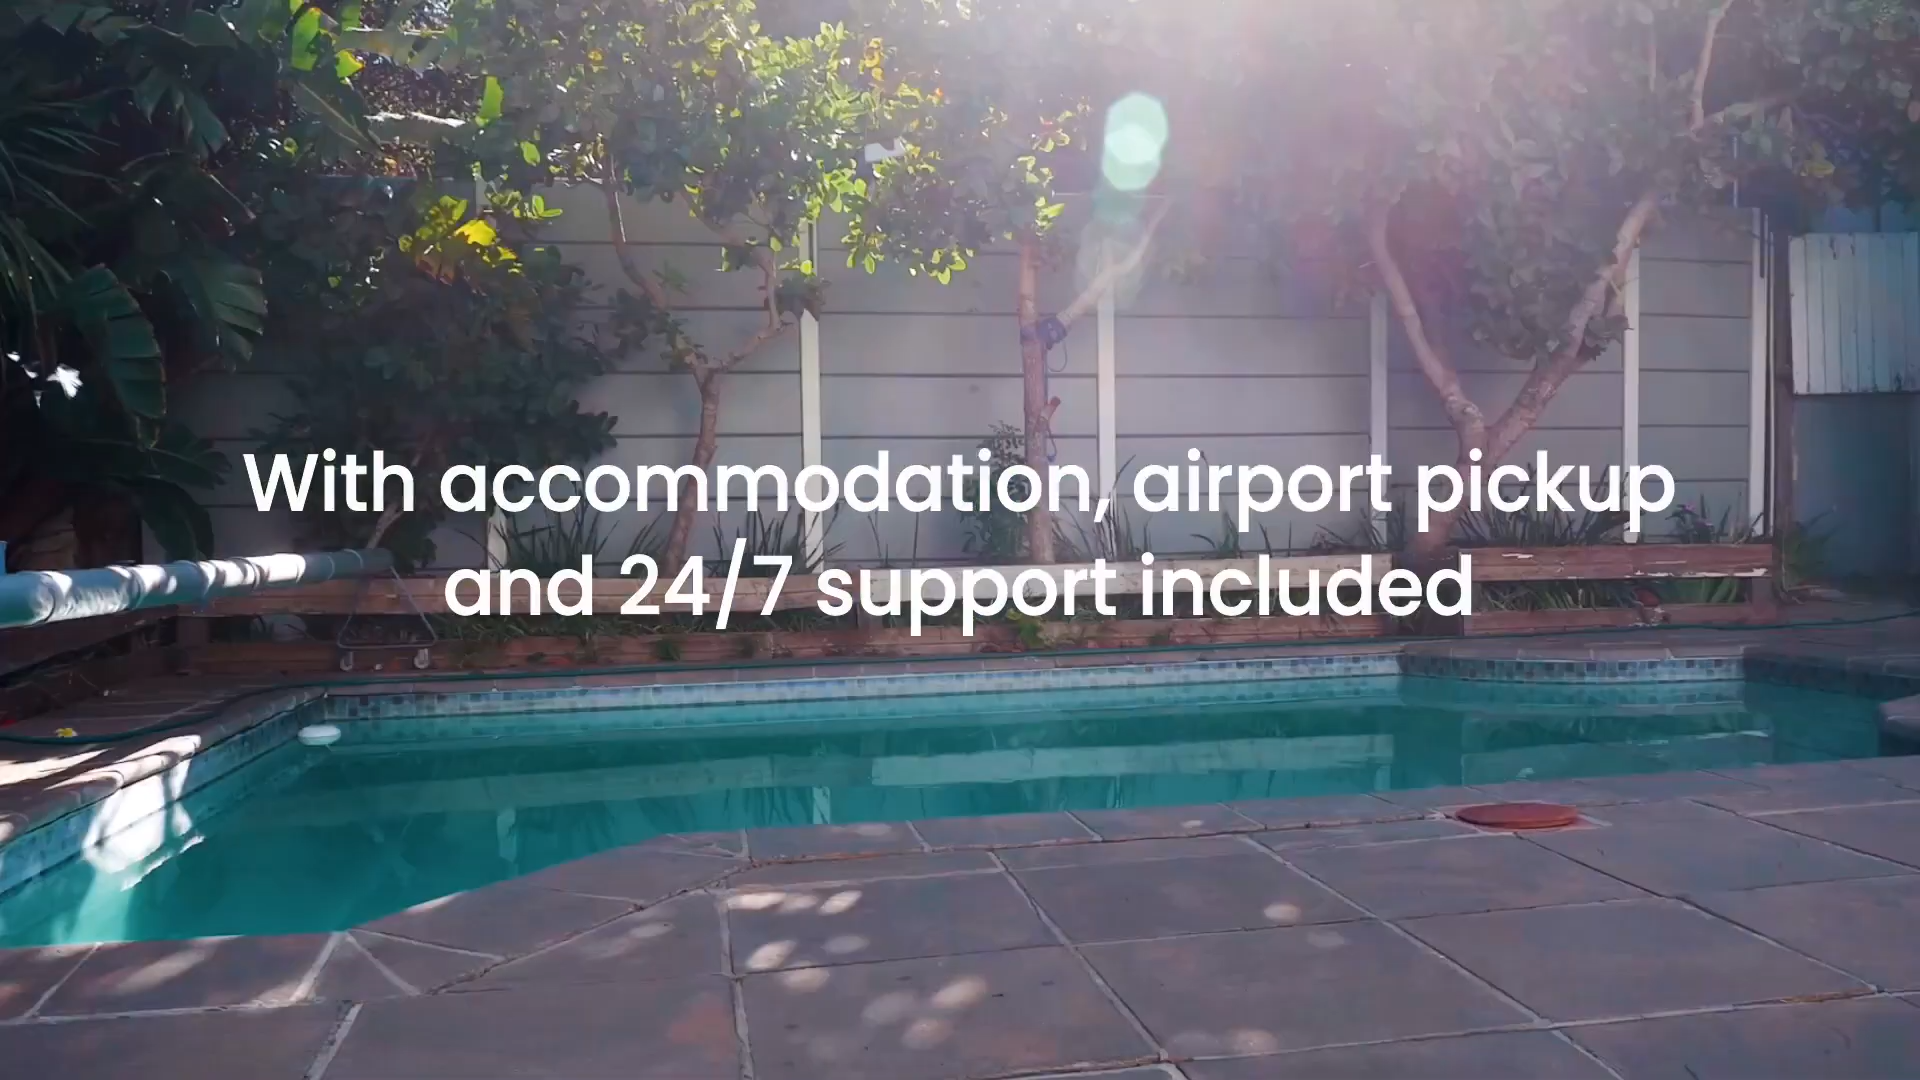 With accommodation, airport pickup
and 24/7 support included